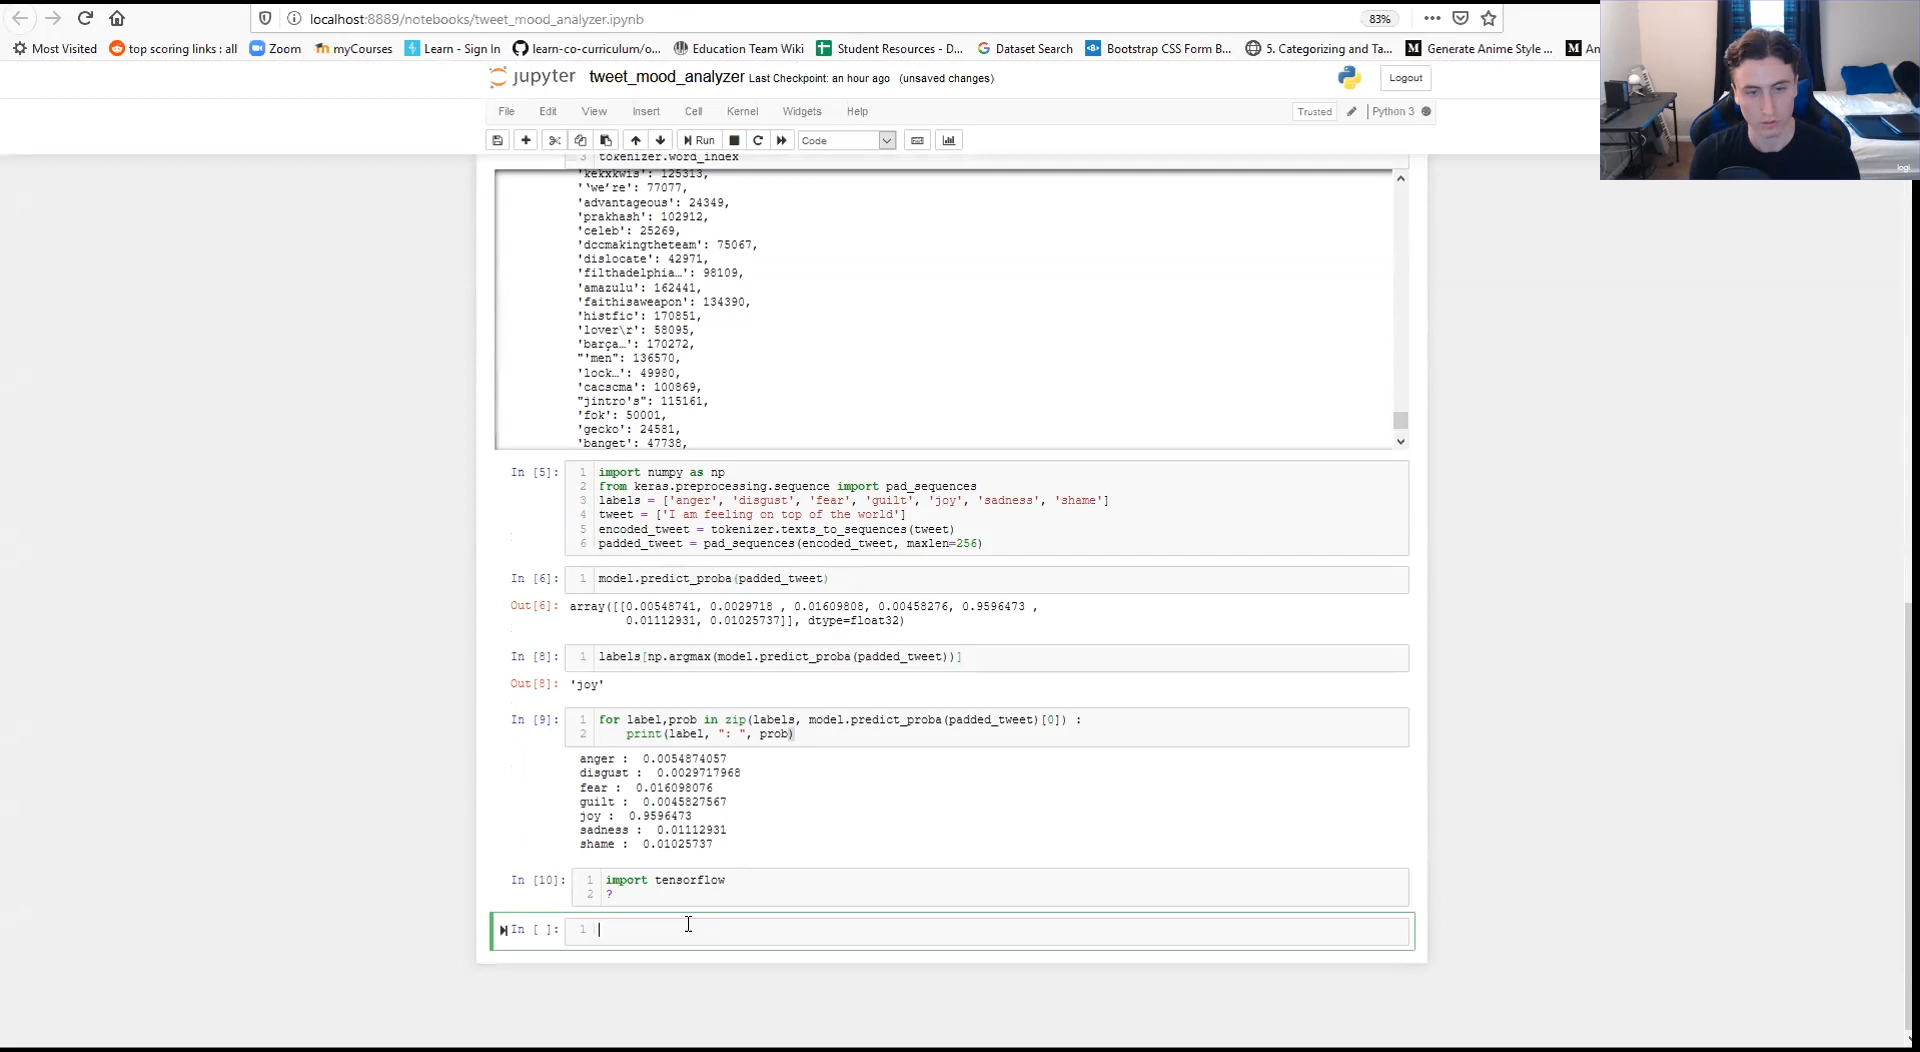 localhost:8889/notebooks/tweet_mood_analyzer.ipynb
83%
Most Visited
top scoring links : all
Zoom
myCourses
Learn - Sign In
learn-co-curriculum/o...
Education Team Wiki
Student Resources - D...
Dataset Search
Bootstrap CSS Form B...
5. Categorizing and Ta...
Generate Anime Style ...
An
jupyter tweet_mood_analyzer Last Checkpoint: an hour ago (unsaved changes)
Logout
File Edit View Insert Cell Kernel Widgets Help
Trusted Python 3
Run Code
logi
3 tokenizer.word_index
'kekxkwis': 125313,
'‘we’re': 77077,
'advantageous': 24349,
'prakhash': 102912,
'celeb': 25269,
'dccmakingtheteam': 75067,
'dislocate': 42971,
'filthadelphia…': 98109,
'amazulu': 162441,
'faithisaweapon': 134390,
'histfic': 170851,
'lover\r': 58095,
'barça…': 170272,
"'men": 136570,
'lock…': 49980,
'cacscma': 100869,
"jintro's": 115161,
'fok': 50001,
'gecko': 24581,
'banget': 47738,
In [5]: 1 import numpy as np
2 from keras.preprocessing.sequence import pad_sequences
3 labels = ['anger', 'disgust', 'fear', 'guilt', 'joy', 'sadness', 'shame']
4 tweet = ['I am feeling on top of the world']
5 encoded_tweet = tokenizer.texts_to_sequences(tweet)
6 padded_tweet = pad_sequences(encoded_tweet, maxlen=256)
In [6]: 1 model.predict_proba(padded_tweet)
Out[6]: array([[0.00548741, 0.0029718 , 0.01609808, 0.00458276, 0.9596473 ,
0.01112931, 0.01025737]], dtype=float32)
In [8]: 1 labels[np.argmax(model.predict_proba(padded_tweet))]
Out[8]: 'joy'
In [9]: 1 for label,prob in zip(labels, model.predict_proba(padded_tweet)[0]) :
2 print(label, ": ", prob)
anger :  0.0054874057
disgust :  0.0029717968
fear :  0.016098076
guilt :  0.0045827567
joy :  0.9596473
sadness :  0.01112931
shame :  0.01025737
In [10]: 1 import tensorflow
2 ?
In [ ]: 1